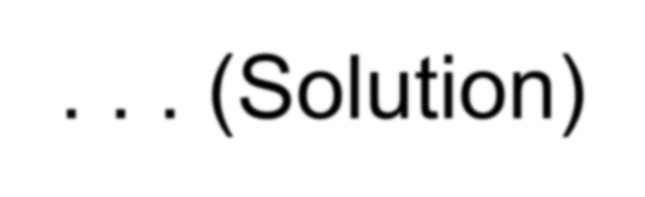 . . . (Solution)